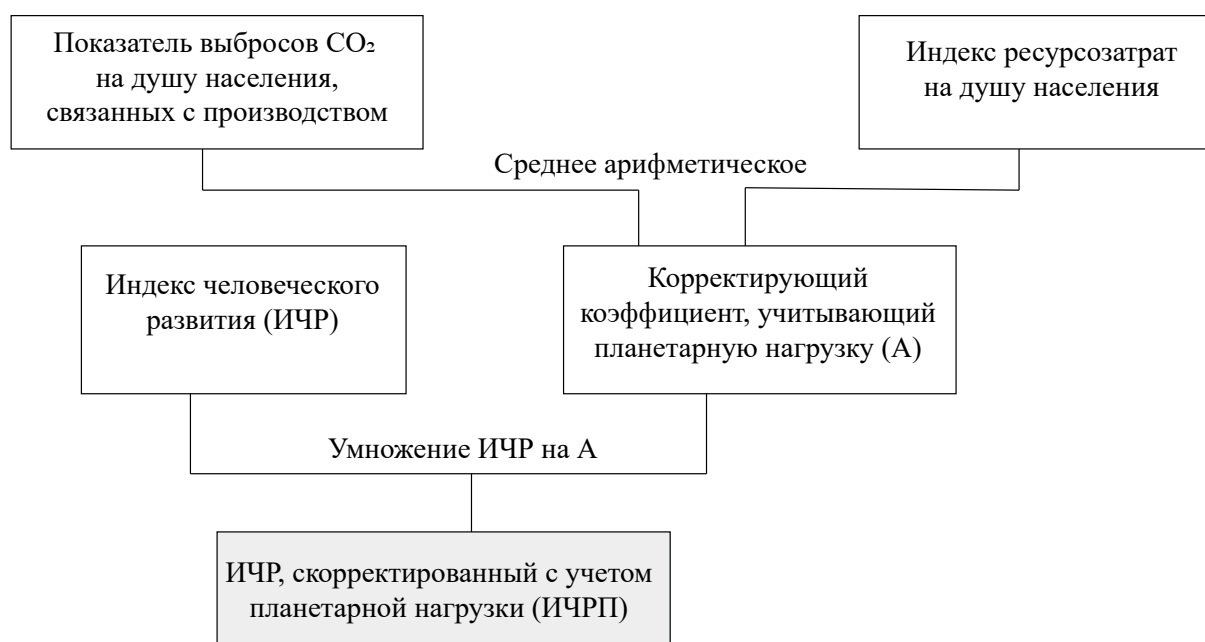 Показатель выбросов CO₂
на душу населения,
связанных с производством
Индекс ресурсозатрат
на душу населения
Среднее арифметическое
Индекс человеческого
развития (ИЧР)
Корректирующий
коэффициент, учитывающий
планетарную нагрузку (А)
Умножение ИЧР на А
ИЧР, скорректированный с учетом
планетарной нагрузки (ИЧРП)